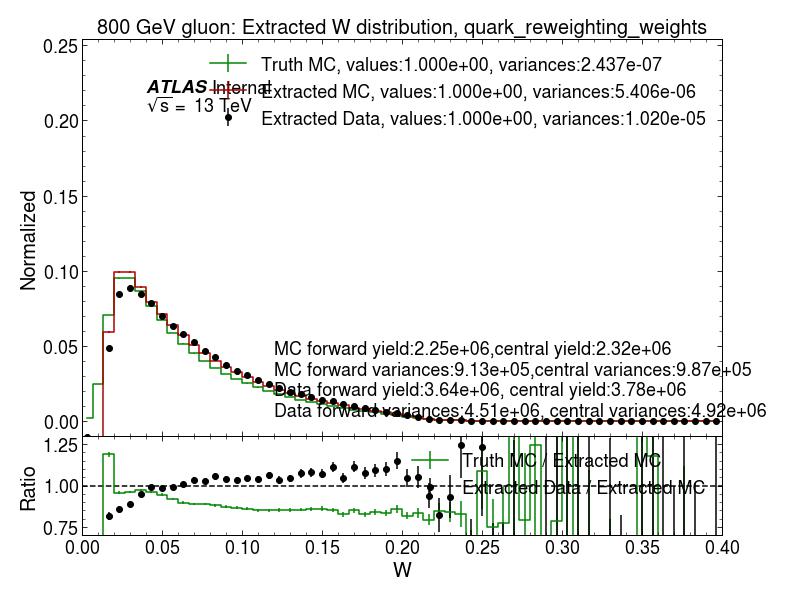 800 GeV gluon: Extracted W distribution, quark_reweighting_weights
Truth MC, values:1.000e+00, variances:2.437e-07
ATLAS Internal
Extracted MC, values:1.000e+00, variances:5.406e-06
√s = 13 TeV
Extracted Data, values:1.000e+00, variances:1.020e-05
0.25
0.20
0.15
0.10
0.05
0.00
Normalized
MC forward yield:2.25e+06,central yield:2.32e+06
MC forward variances:9.13e+05,central variances:9.87e+05
Data forward yield:3.64e+06, central yield:3.78e+06
Data forward variances:4.51e+06, central variances:4.92e+06
1.25
1.00
0.75
Ratio
Truth MC / Extracted MC
Extracted Data / Extracted MC
0.00 0.05 0.10 0.15 0.20 0.25 0.30 0.35 0.40
W